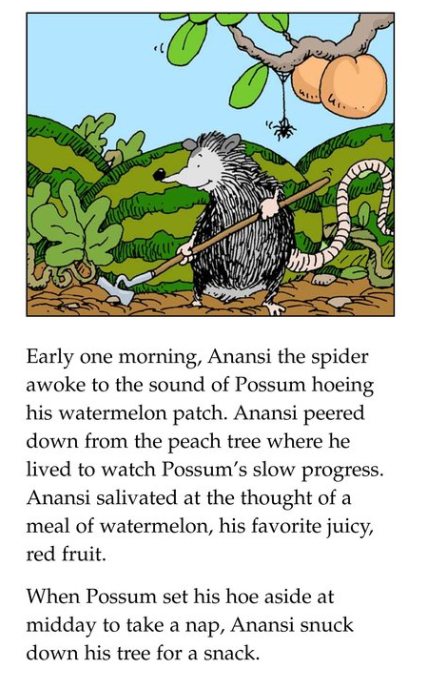 Early one morning, Anansi the spider
awoke to the sound of Possum hoeing
his watermelon patch. Anansi peered
down from the peach tree where he
lived to watch Possum’s slow progress.
Anansi salivated at the thought of a
meal of watermelon, his favorite juicy,
red fruit.
When Possum set his hoe aside at
midday to take a nap, Anansi snuck
down his tree for a snack.